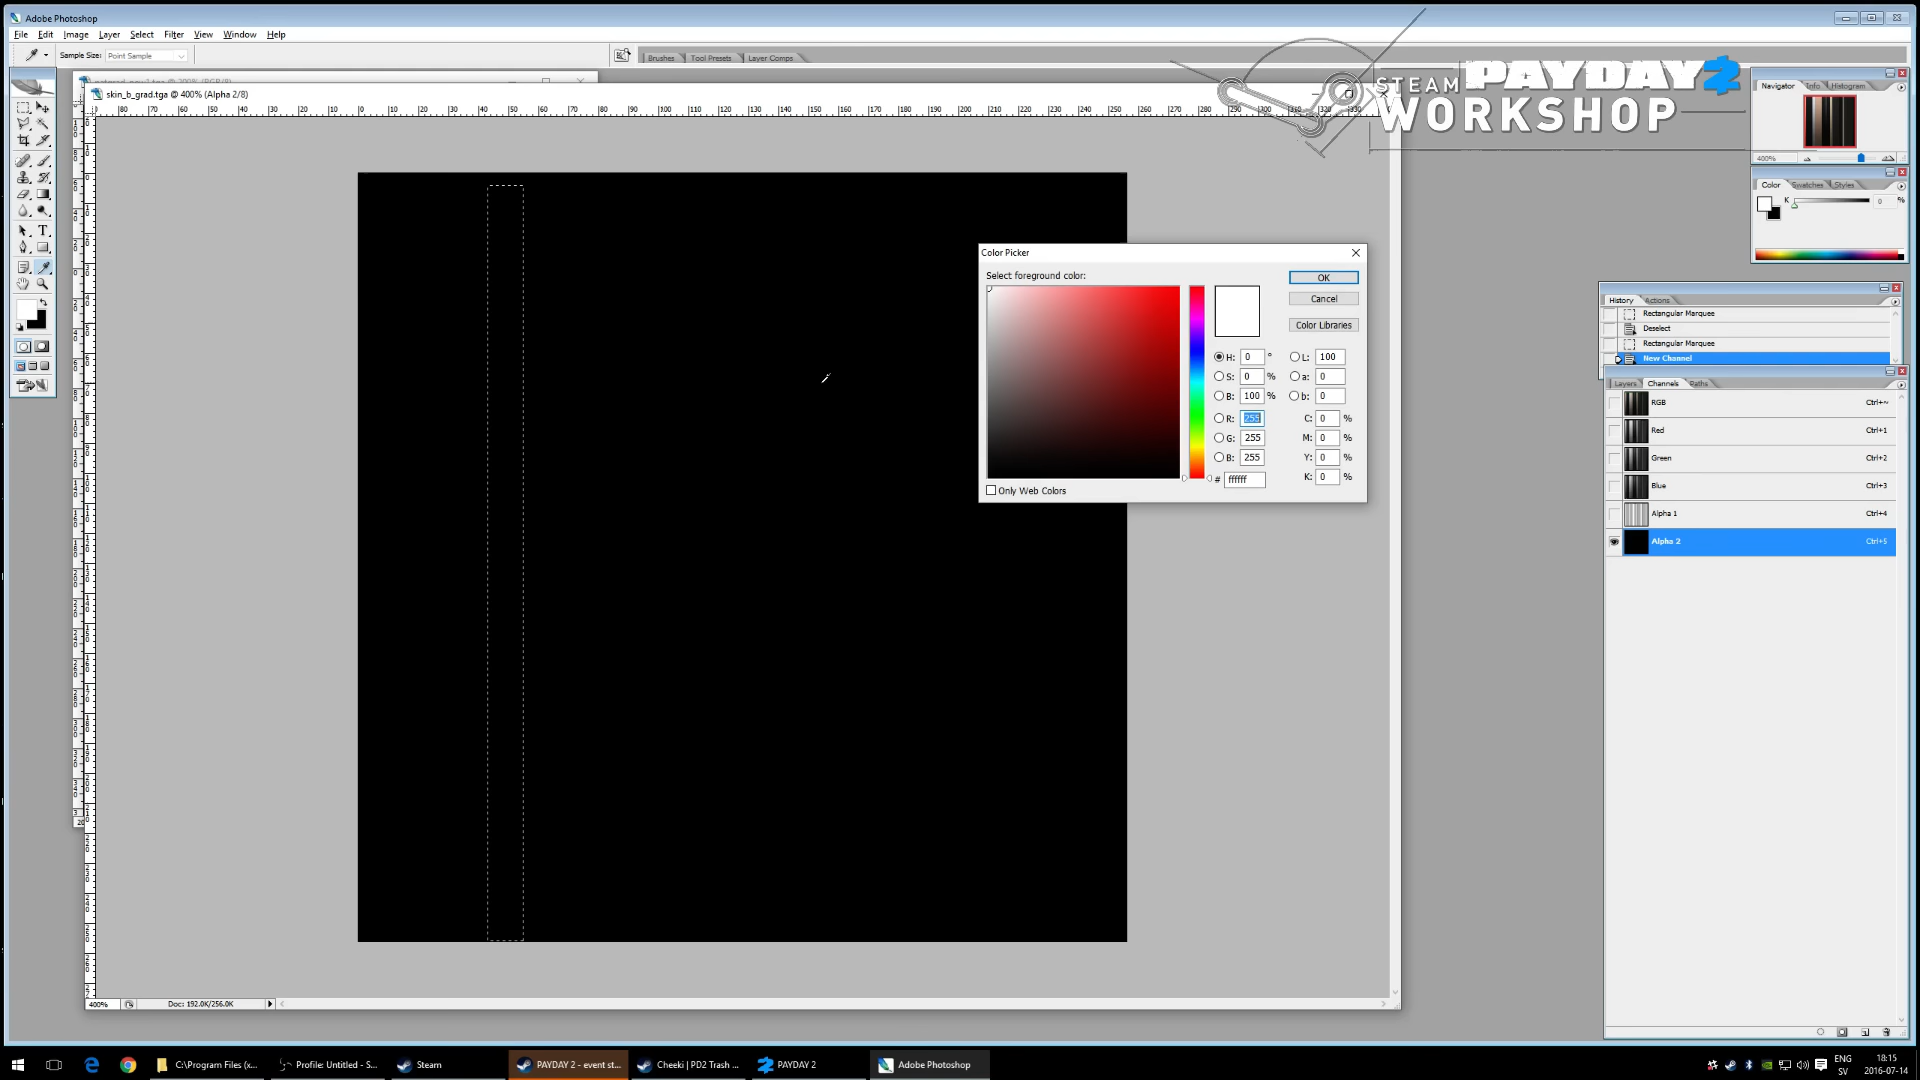 Adobe Photoshop
File Edit Image Layer Select Filter View Window Help
Sample Size: Point Sample
Brushes Tool Presets Layer Comps
STEAM PAYDAY 2
WORKSHOP
skin_b_grad.tga @ 400% (Alpha 2/8)
Navigator Info Histogram
400%
Color Swatches Styles
K 0 %
Color Picker
Select foreground color:
OK
Cancel
Color Libraries
H: 0 ° L: 100
S: 0 % a: 0
B: 100 % b: 0
R: 255 C: 0 %
G: 255 M: 0 %
B: 255 Y: 0 %
# ffffff K: 0 %
Only Web Colors
History Actions
Rectangular Marquee
Deselect
Rectangular Marquee
New Channel
Layers Channels Paths
RGB Ctrl+~
Red Ctrl+1
Green Ctrl+2
Blue Ctrl+3
Alpha 1 Ctrl+4
Alpha 2 Ctrl+5
400% Doc: 192.0K/256.0K
C:\Program Files (x... Profile: Untitled - S... Steam PAYDAY 2 - event st... Cheeki | PD2 Trash ... PAYDAY 2 Adobe Photoshop
ENG 18:15
SV 2016-07-14